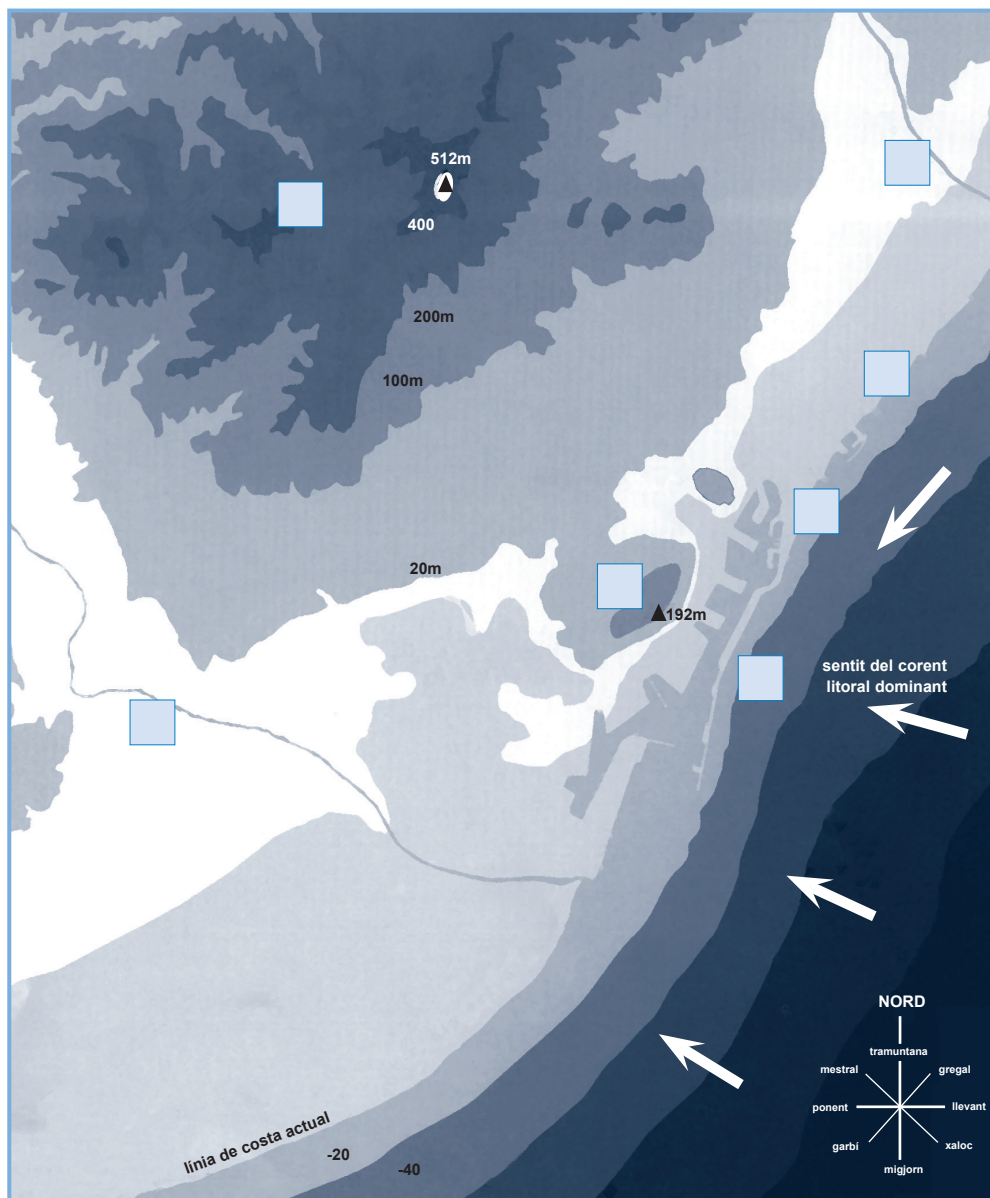 512m
400
200m
100m
20m
192m
sentit del corent
litoral dominant
NORD
tramuntana
mestral
gregal
ponent
llevant
garbí
xaloc
migjorn
línia de costa actual
-20
-40